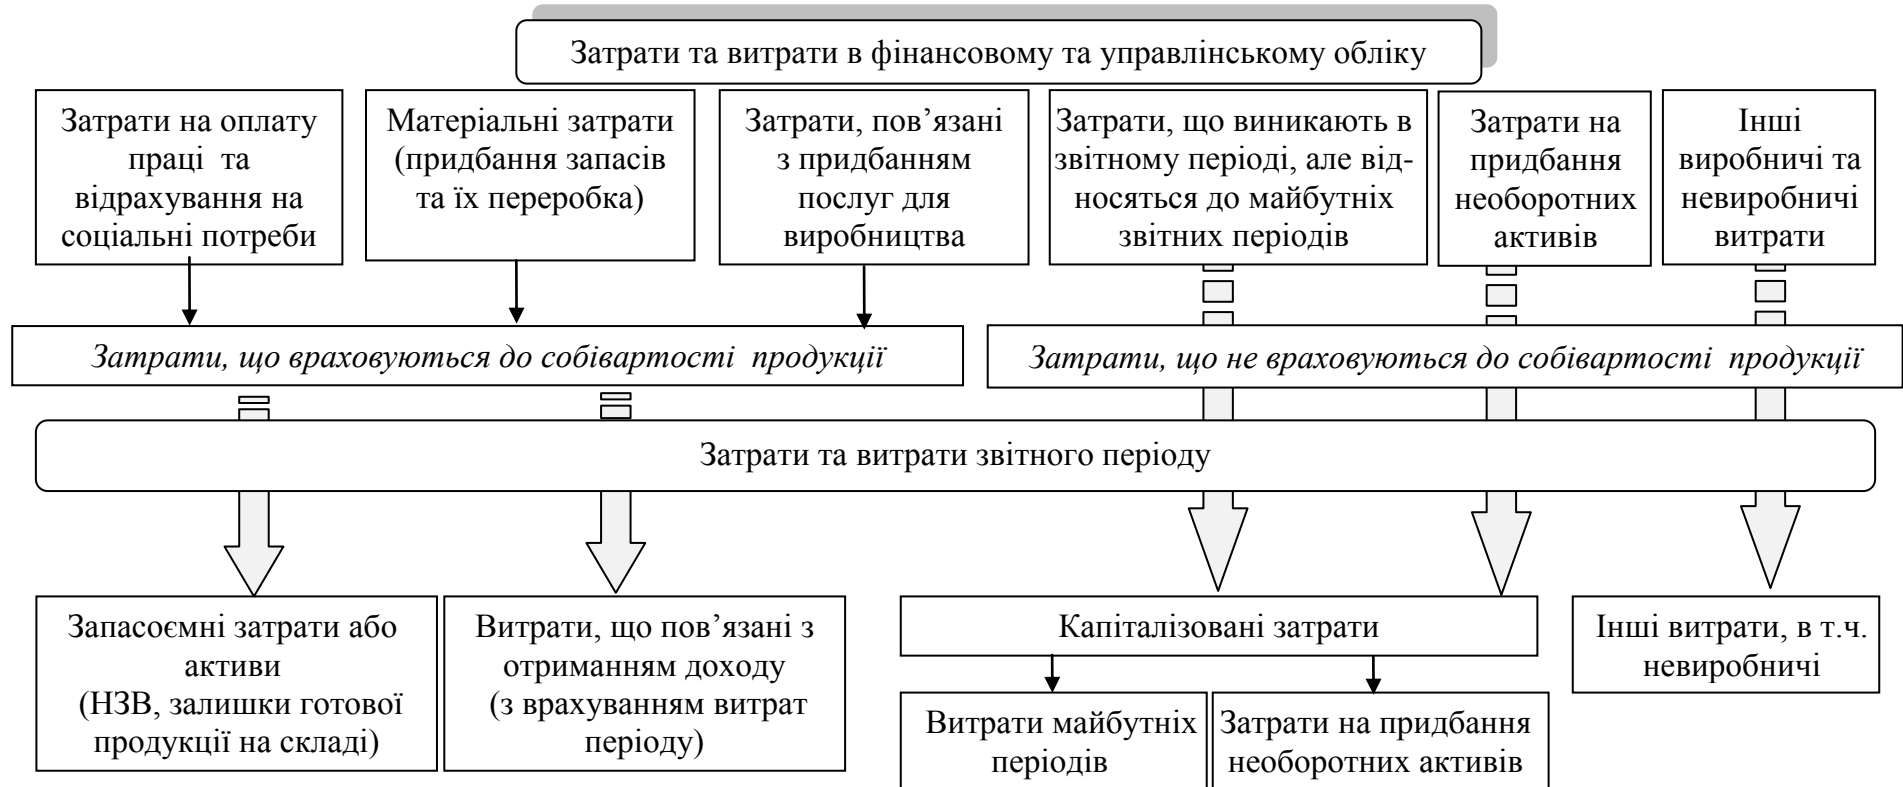 Затрати та витрати в фінансовому та управлінському обліку
Затрати на оплату
праці та
відрахування на
соціальні потреби
Матеріальні затрати
(придбання запасів
та їх переробка)
Затрати, пов’язані
з придбанням
послуг для
виробництва
Затрати, що виникають в
звітному періоді, але від-
носяться до майбутніх
звітних періодів
Затрати на
придбання
необоротних
активів
Інші
виробничі та
невиробничі
витрати
Затрати, що враховуються до собівартості продукції
Затрати, що не враховуються до собівартості продукції
Затрати та витрати звітного періоду
Запасоємні затрати або
активи
(НЗВ, залишки готової
продукції на складі)
Витрати, що пов’язані з
отриманням доходу
(з врахуванням витрат
періоду)
Капіталізовані затрати
Інші витрати, в т.ч.
невиробничі
Витрати майбутніх
періодів
Затрати на придбання
необоротних активів